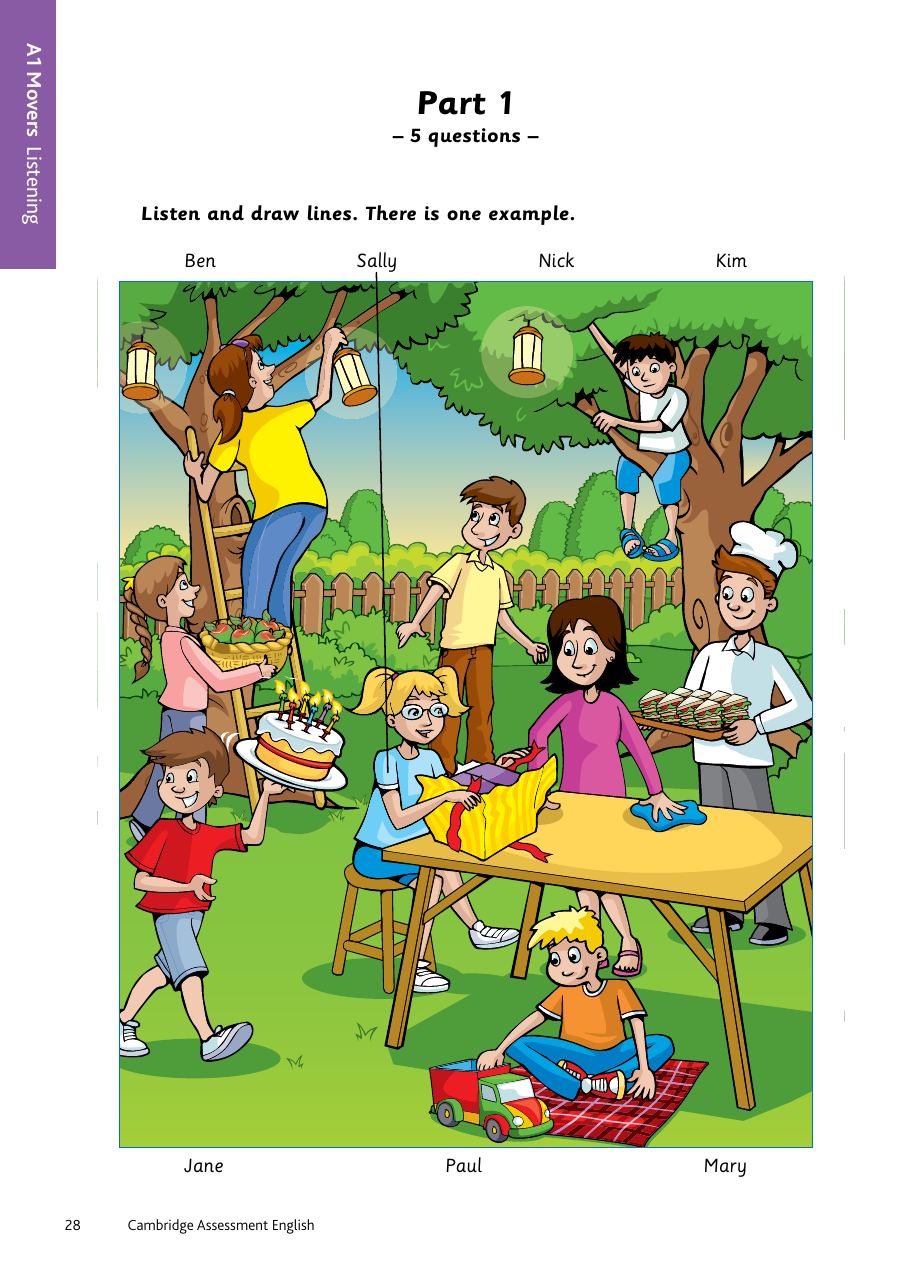 A1 Movers Listening
Part 1
– 5 questions –
Listen and draw lines. There is one example.
Ben Sally Nick Kim
Jane Paul Mary
28 Cambridge Assessment English